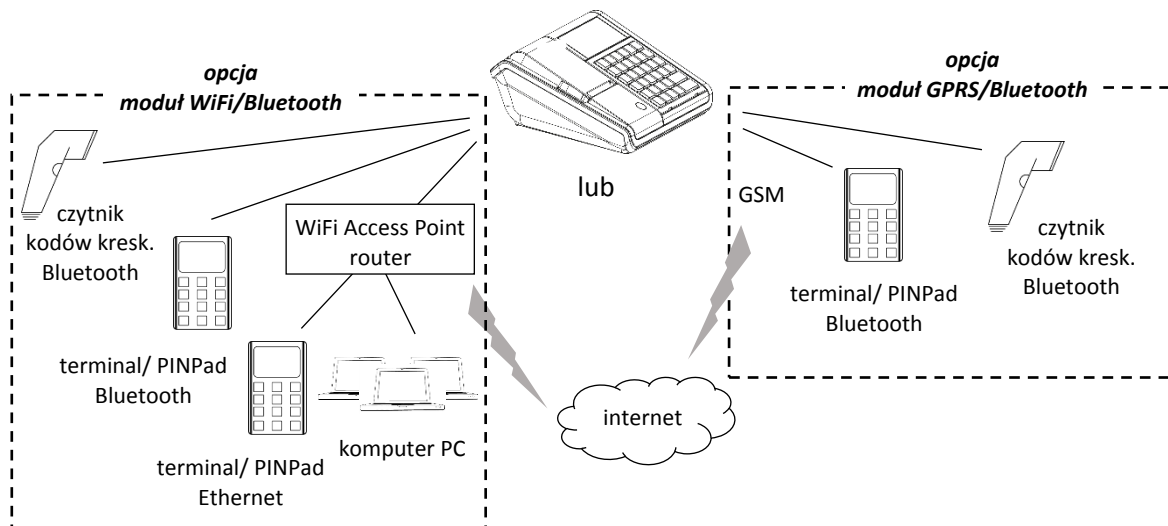 opcja
moduł WiFi/Bluetooth
czytnik
kodów kresk.
Bluetooth
WiFi Access Point
router
terminal/ PINPad
Bluetooth
terminal/ PINPad
Ethernet
komputer PC
lub
internet
opcja
moduł GPRS/Bluetooth
GSM
terminal/ PINPad
Bluetooth
czytnik
kodów kresk.
Bluetooth